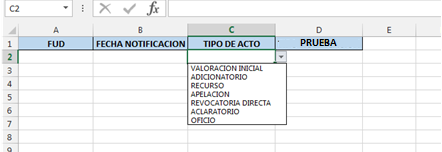 C2
fx
A B C D E F
1 FUD FECHA NOTIFICACION TIPO DE ACTO PRUEBA
2
3 VALORACION INICIAL
4 ADICIONATORIO
RECURSO
5 APELACION
6 REVOCATORIA DIRECTA
7 ACLARATORIO
OFICIO
8
9